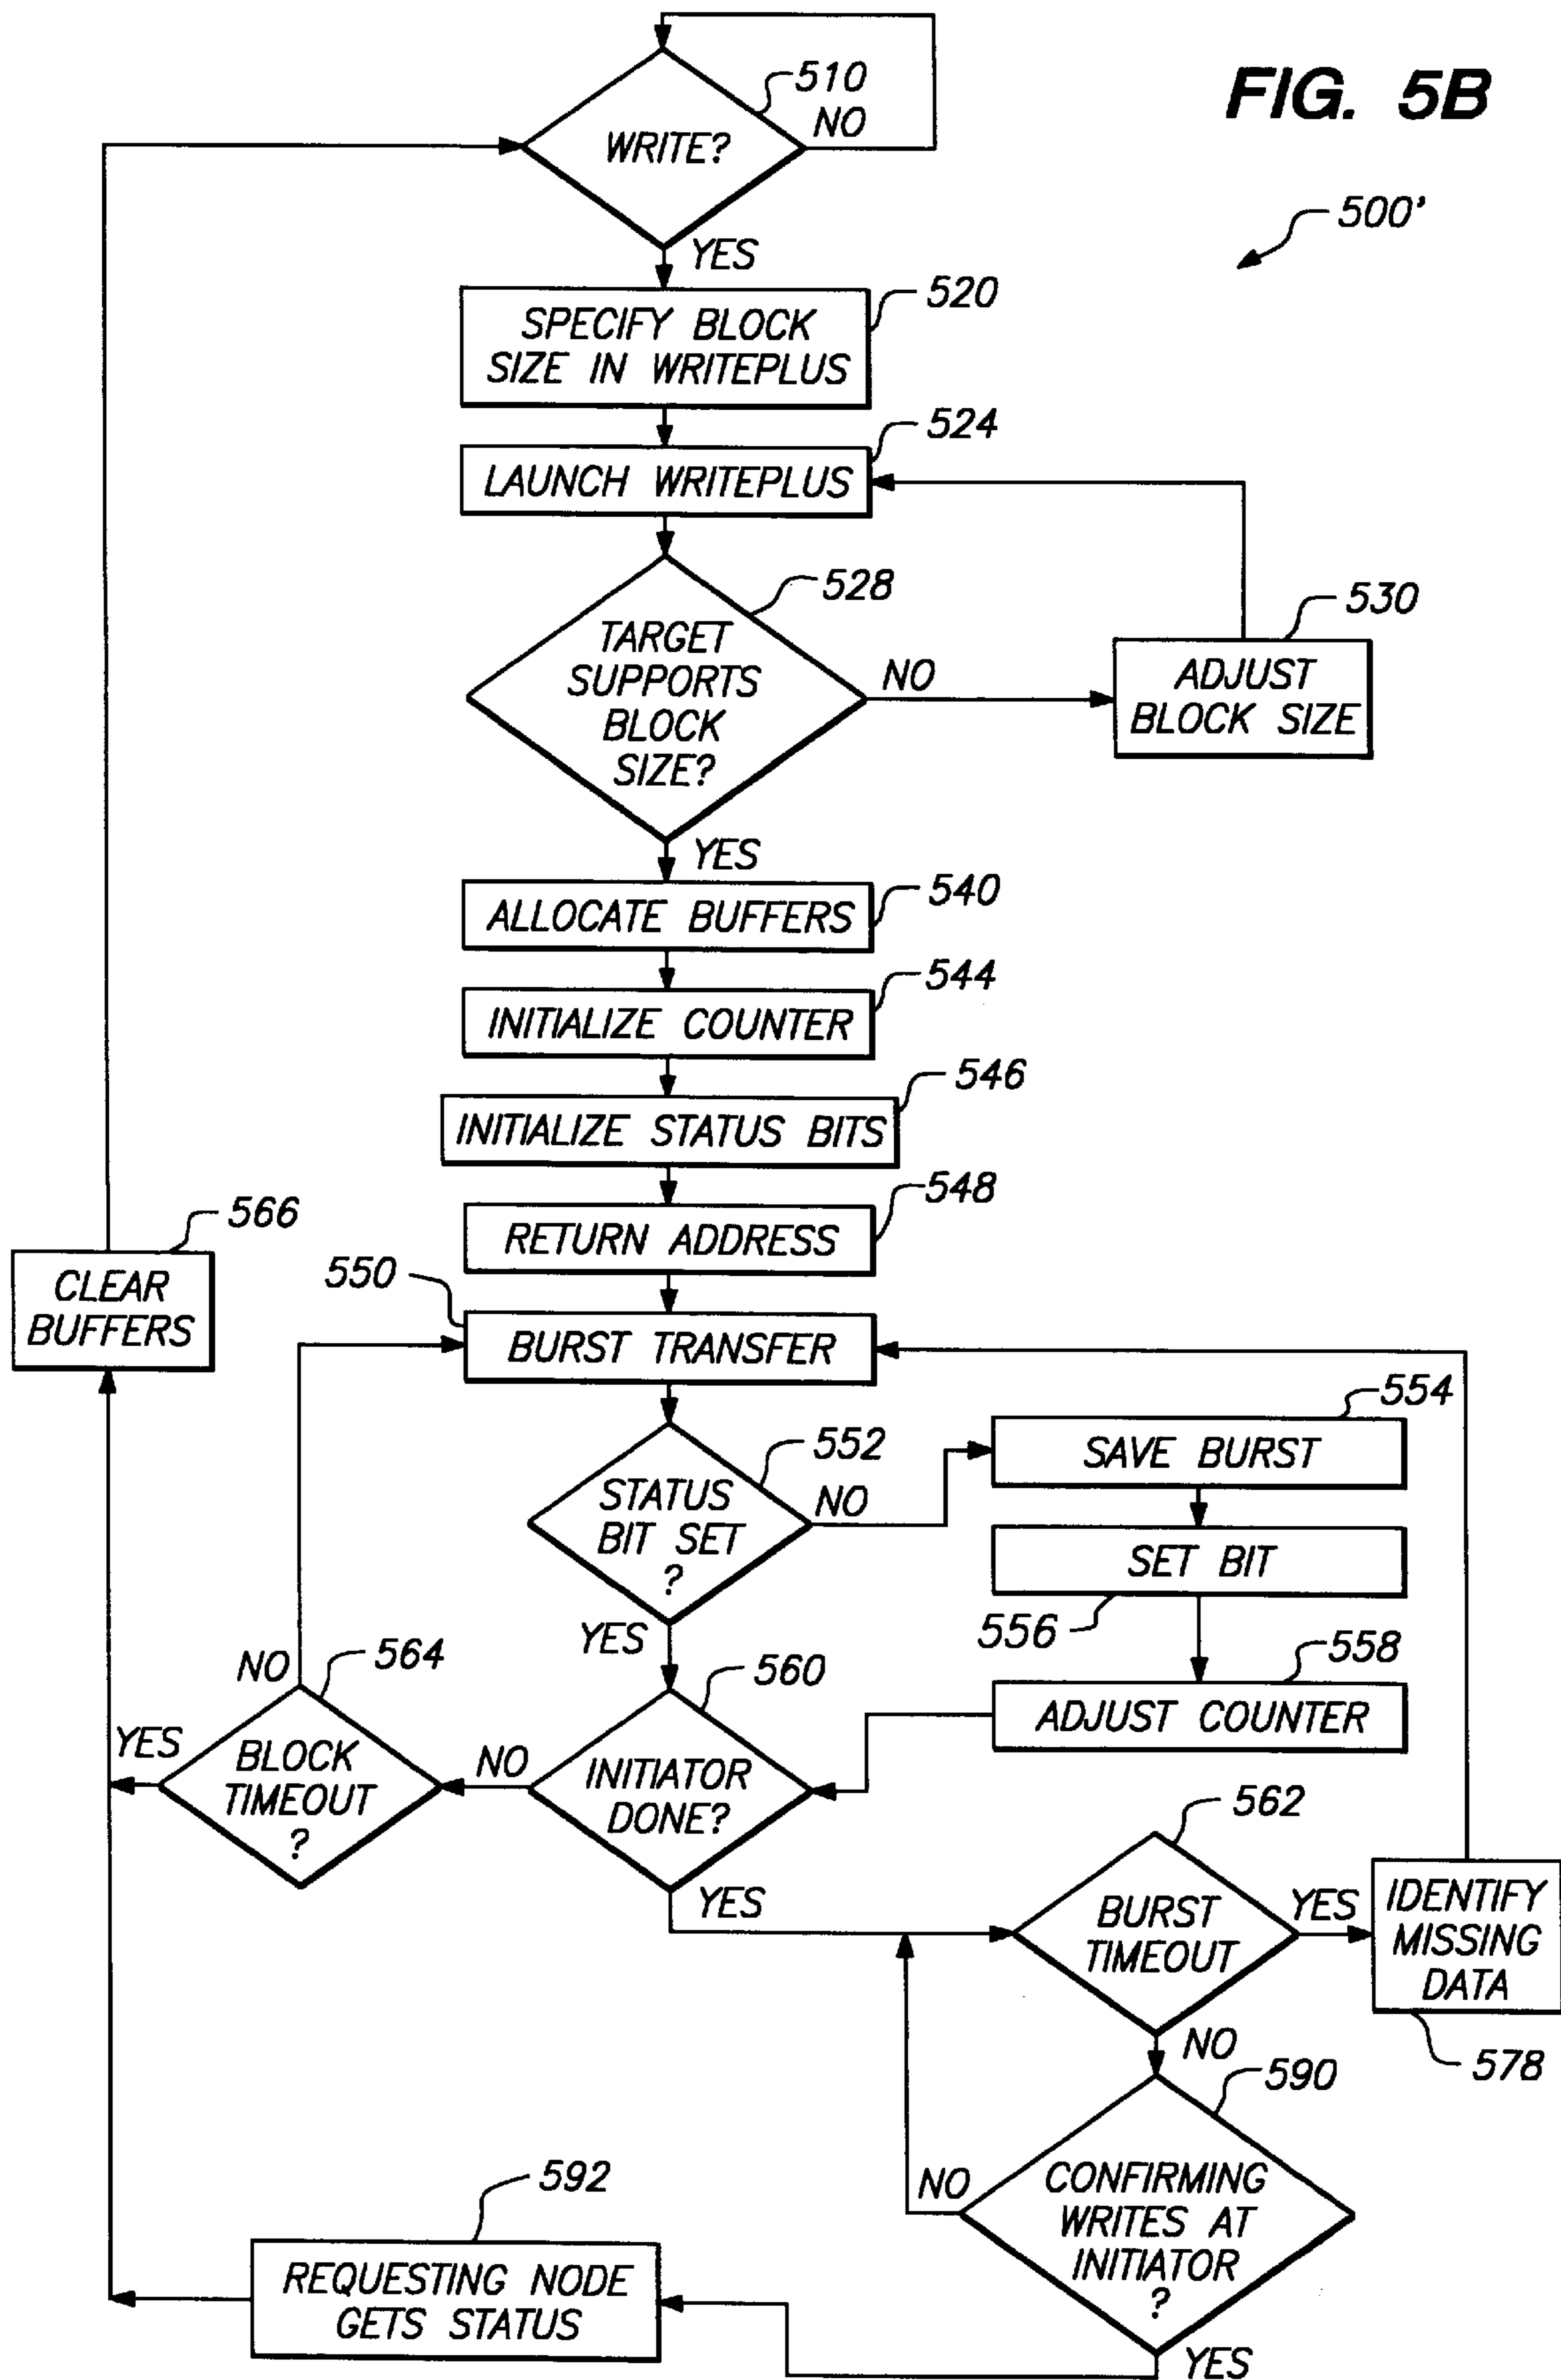 FIG. 5B
510
NO
WRITE?
500'
YES
520
SPECIFY BLOCK
SIZE IN WRITEPLUS
524
LAUNCH WRITEPLUS
528
530
TARGET
SUPPORTS
BLOCK
SIZE?
NO
ADJUST
BLOCK SIZE
YES
540
ALLOCATE BUFFERS
544
INITIALIZE COUNTER
546
INITIALIZE STATUS BITS
548
RETURN ADDRESS
566
CLEAR
BUFFERS
550
BURST TRANSFER
554
SAVE BURST
552
STATUS
BIT SET
?
NO
SET BIT
556
YES
558
ADJUST COUNTER
564
NO
560
YES
BLOCK
TIMEOUT
?
NO
INITIATOR
DONE?
562
YES
BURST
TIMEOUT
YES
IDENTIFY
MISSING
DATA
578
NO
590
CONFIRMING
WRITES AT
INITIATOR
?
NO
592
REQUESTING NODE
GETS STATUS
YES